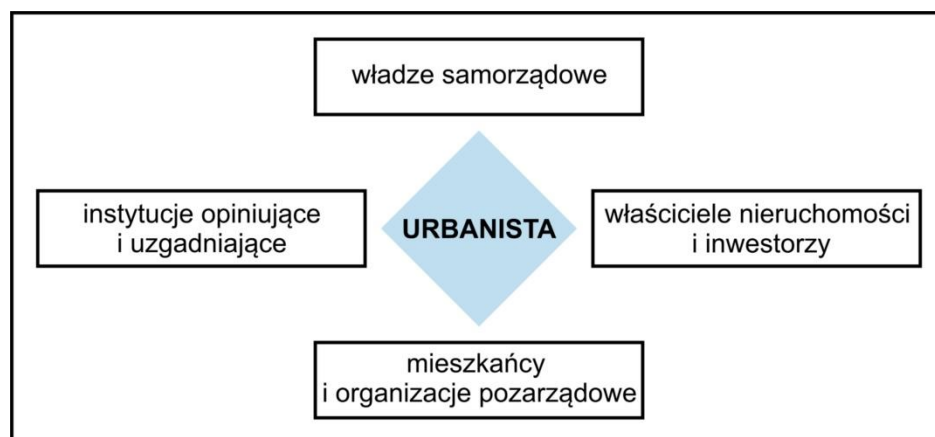 władze samorządowe
instytucje opiniujące
i uzgadniające
URBANISTA
właściciele nieruchomości
i inwestorzy
mieszkańcy
i organizacje pozarządowe